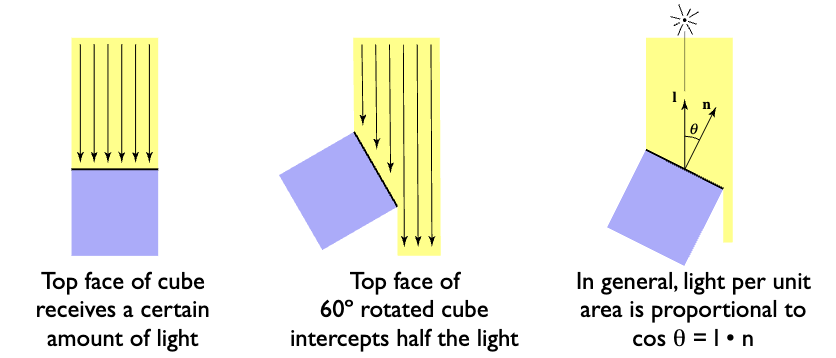 l
n
θ
Top face of cube
receives a certain
amount of light
Top face of
60º rotated cube
intercepts half the light
In general, light per unit
area is proportional to
cos θ = l • n